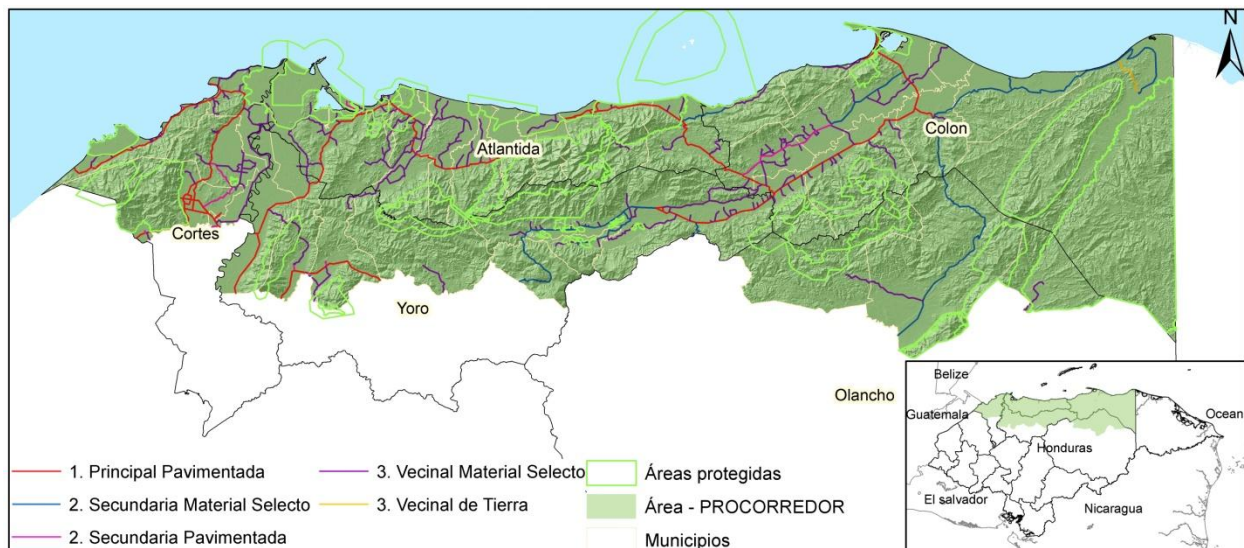 N
Atlantida
Colon
Cortes
Yoro
Olancho
1. Principal Pavimentada
2. Secundaria Material Selecto
2. Secundaria Pavimentada
3. Vecinal Material Selecto
3. Vecinal de Tierra
Áreas protegidas
Área - PROCORREDOR
Municipios
Belize
Guatemala
Ocean
Honduras
El salvador
Nicaragua